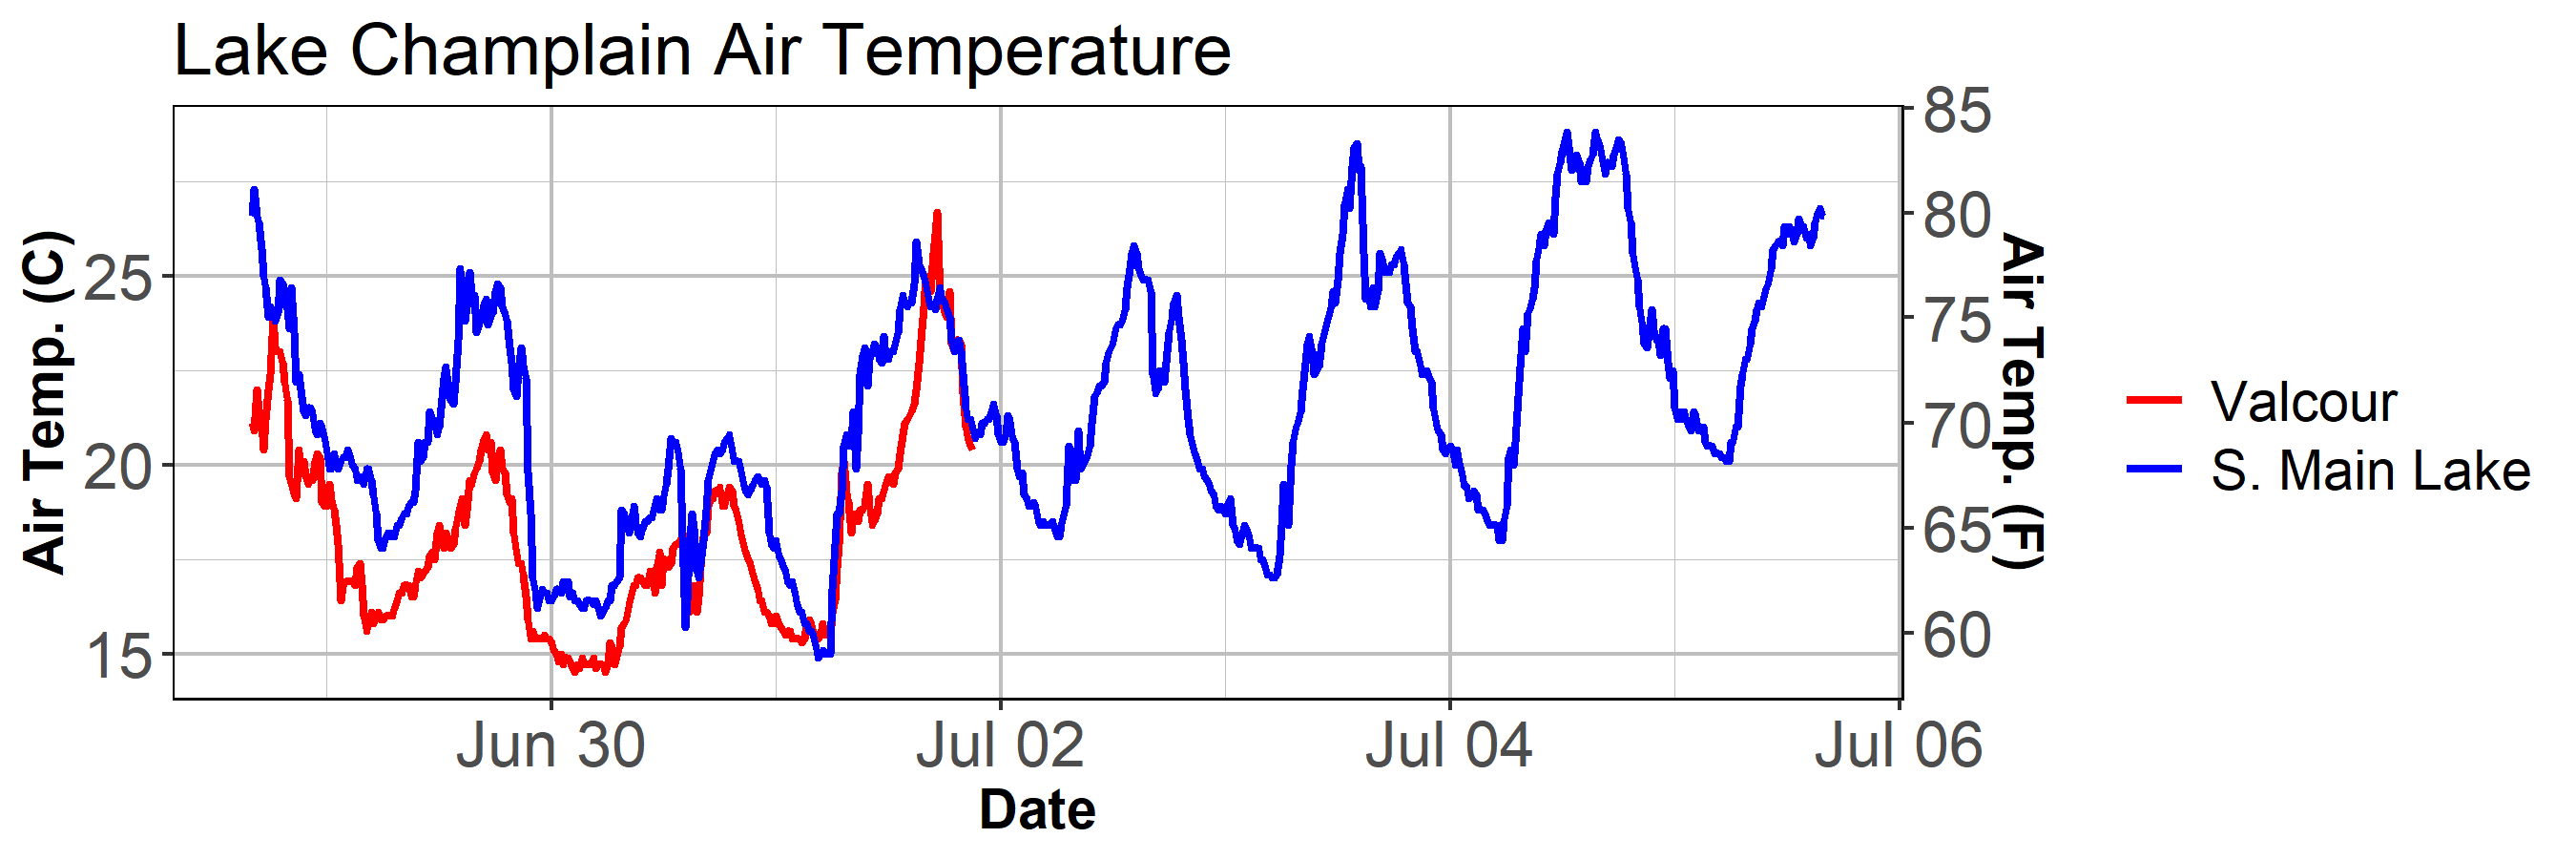 Lake Champlain Air Temperature
Air Temp. (C)
25
20
15
85
80
75
70
65
60
Air Temp. (F)
Jun 30
Jul 02
Jul 04
Jul 06
Date
Valcour
S. Main Lake